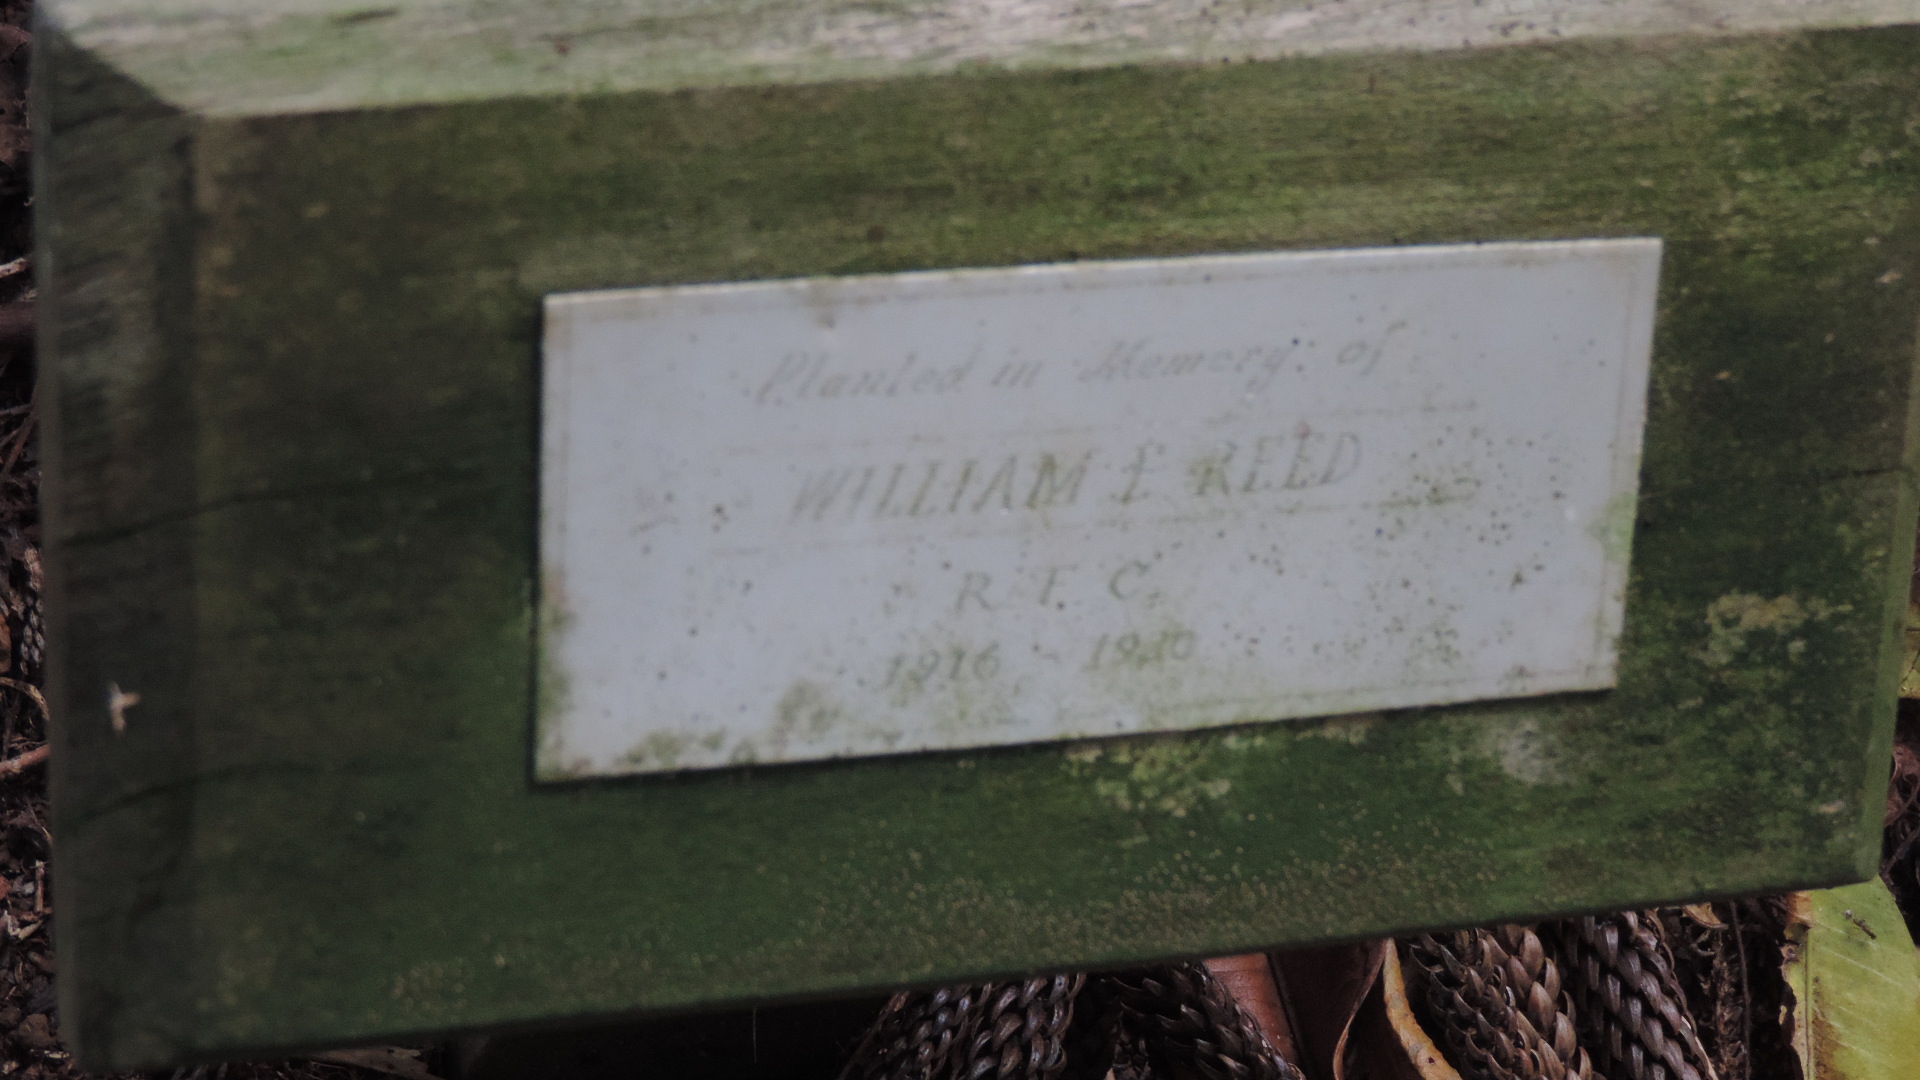 Planted in Memory of
WILLIAM E REED
R. F. C.
1916 -